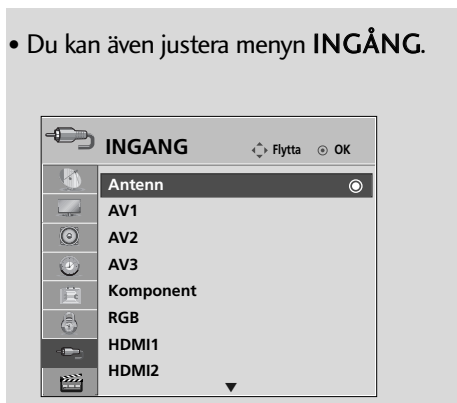 • Du kan även justera menyn INGÅNG.
INGANG Flytta OK
Antenn
AV1
AV2
AV3
Komponent
RGB
HDMI1
HDMI2